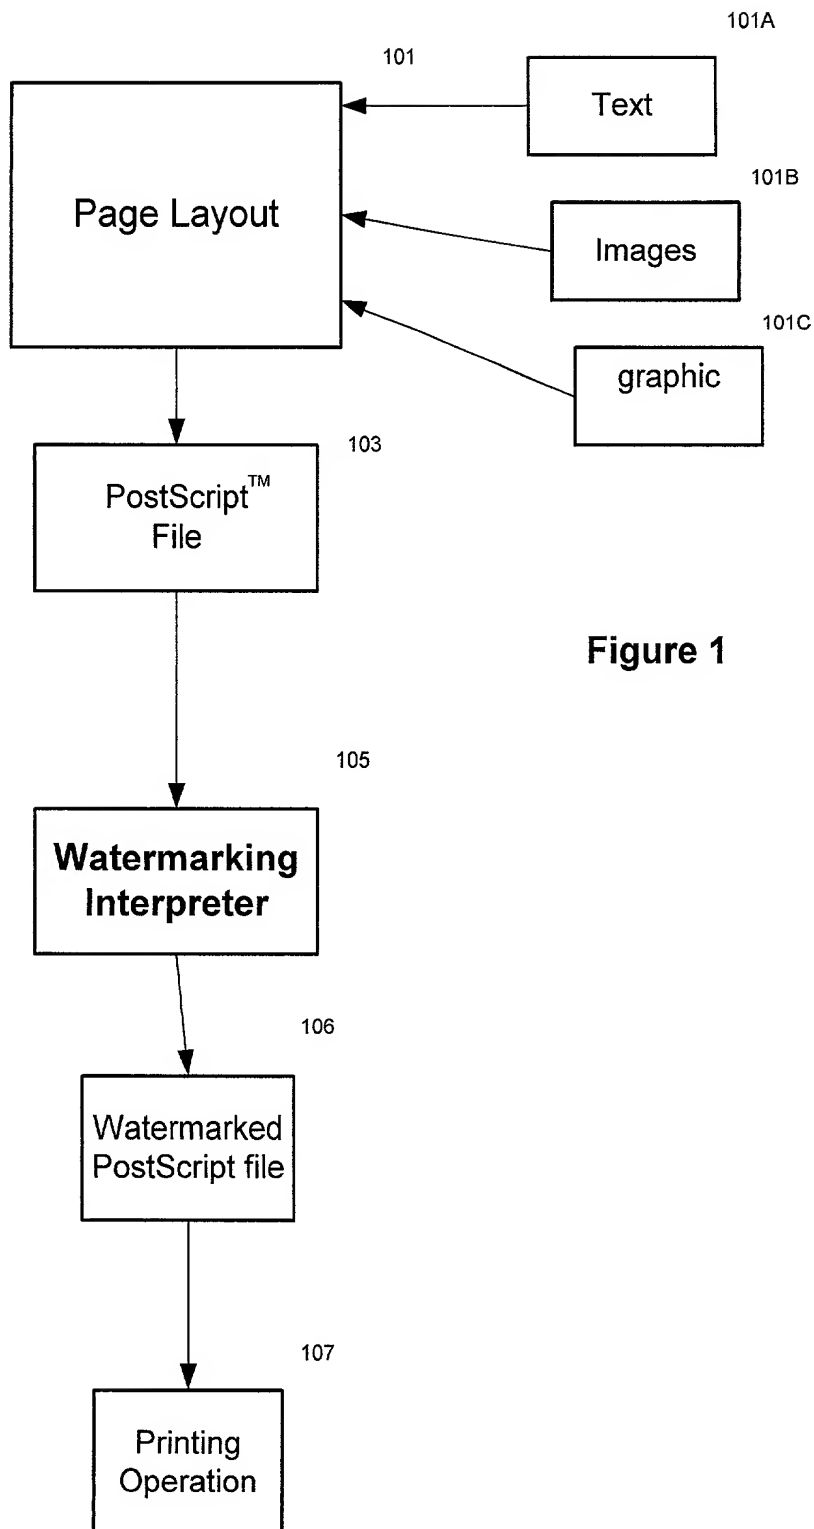 101A
101
Text
Page Layout
101B
Images
101C
graphic
103
PostScript™
File
Figure 1
105
Watermarking
Interpreter
106
Watermarked
PostScript file
107
Printing
Operation